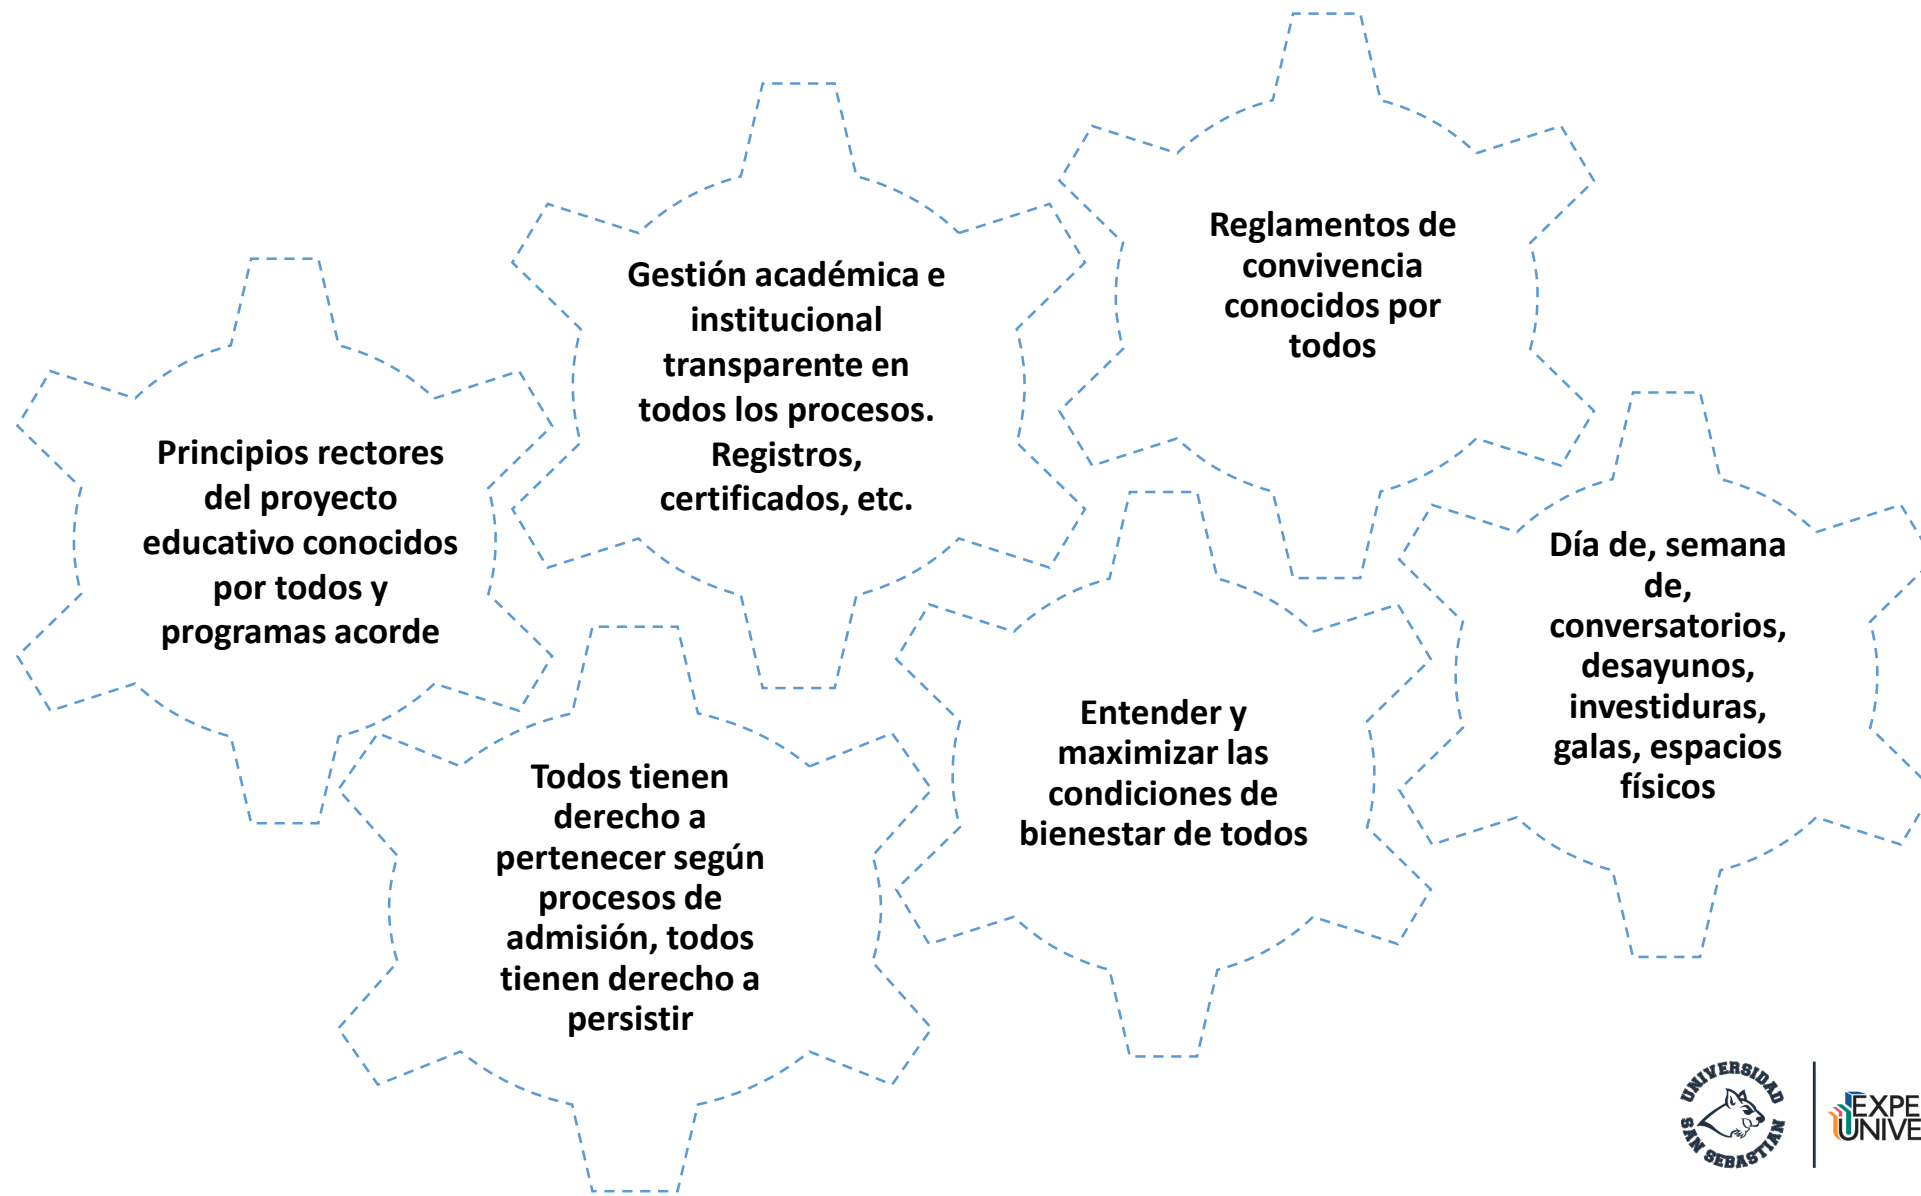 Principios rectores
del proyecto
educativo conocidos
por todos y
programas acorde
Gestión académica e
institucional
transparente en
todos los procesos.
Registros,
certificados, etc.
Reglamentos de
convivencia
conocidos por
todos
Todos tienen
derecho a
pertenecer según
procesos de
admisión, todos
tienen derecho a
persistir
Entender y
maximizar las
condiciones de
bienestar de todos
Día de, semana
de,
conversatorios,
desayunos,
investiduras,
galas, espacios
físicos
UNIVERSIDAD
SAN SEBASTIAN
EXPE
UNIVE